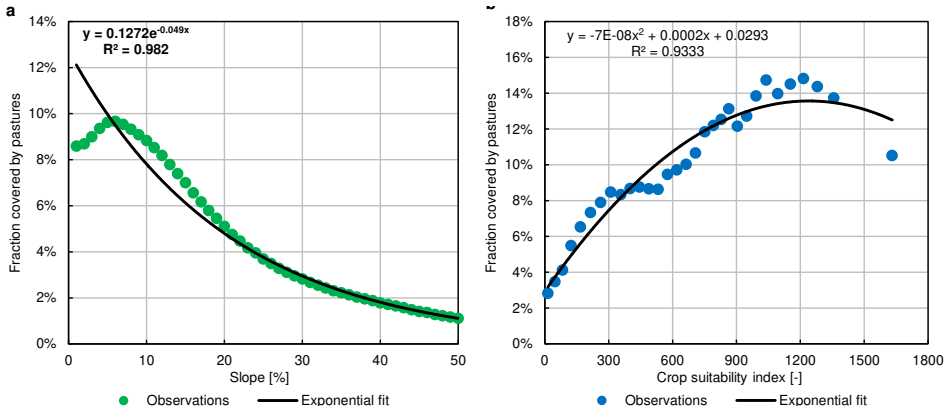 a
14%
12%
10%
8%
6%
4%
2%
0%
y = 0.1272e^-0.049x
R² = 0.982
Fraction covered by pastures
0 10 20 30 40 50
Slope [%]
Observations Exponential fit
b
18%
16%
14%
12%
10%
8%
6%
4%
2%
0%
y = -7E-08x² + 0.0002x + 0.0293
R² = 0.9333
Fraction covered by pastures
0 300 600 900 1200 1500 1800
Crop suitability index [-]
Observations Exponential fit